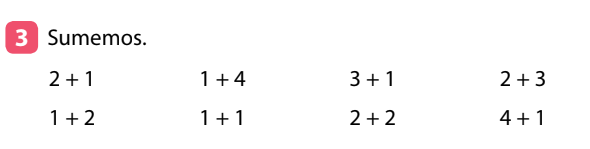 3 Sumemos.
2 + 1 1 + 4 3 + 1 2 + 3
1 + 2 1 + 1 2 + 2 4 + 1